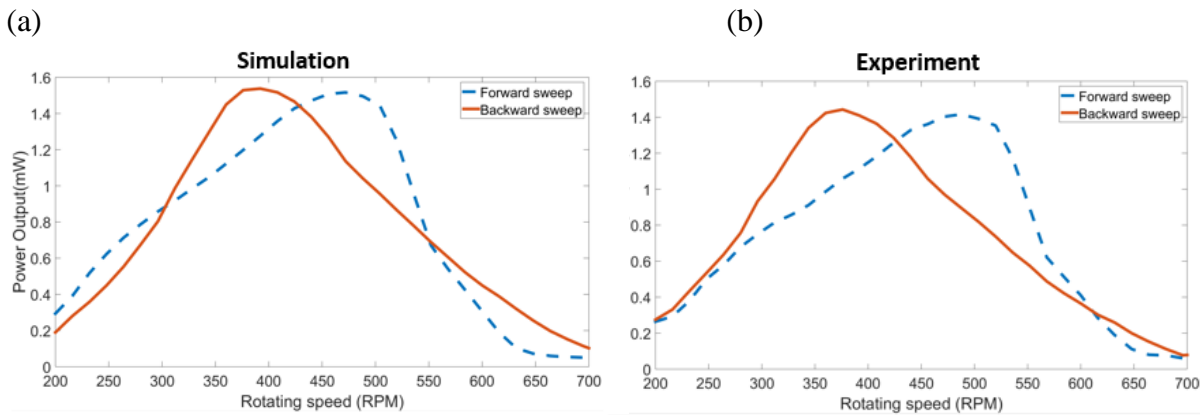 (a)
(b)
Simulation
Forward sweep
Backward sweep
Power Output(mW)
1.6
1.4
1.2
1
0.8
0.6
0.4
0.2
0
200 250 300 350 400 450 500 550 600 650 700
Rotating speed (RPM)
Experiment
Forward sweep
Backward sweep
1.6
1.4
1.2
1
0.8
0.6
0.4
0.2
0
200 250 300 350 400 450 500 550 600 650 700
Rotating speed (RPM)